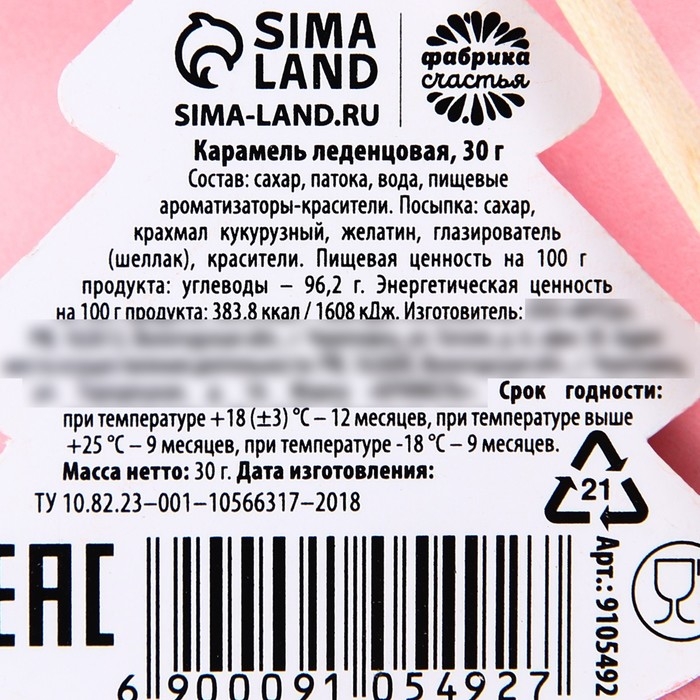 SIMA
LAND
SIMA-LAND.RU
фабрика
счастья
Карамель леденцовая, 30 г
Состав: сахар, патока, вода, пищевые
ароматизаторы-красители. Посыпка: сахар,
крахмал кукурузный, желатин, глазирователь
(шеллак), красители. Пищевая ценность на 100 г
продукта: углеводы – 96,2 г. Энергетическая ценность
на 100 г продукта: 383,8 ккал / 1608 кДж. Изготовитель:
Срок годности:
при температуре +18 (±3) °С – 12 месяцев, при температуре выше
+25 °С – 9 месяцев, при температуре -18 °С – 9 месяцев.
Масса нетто: 30 г. Дата изготовления:
ТУ 10.82.23–001–10566317–2018
21
EAC
Арт.: 9105492
6 900091 054927